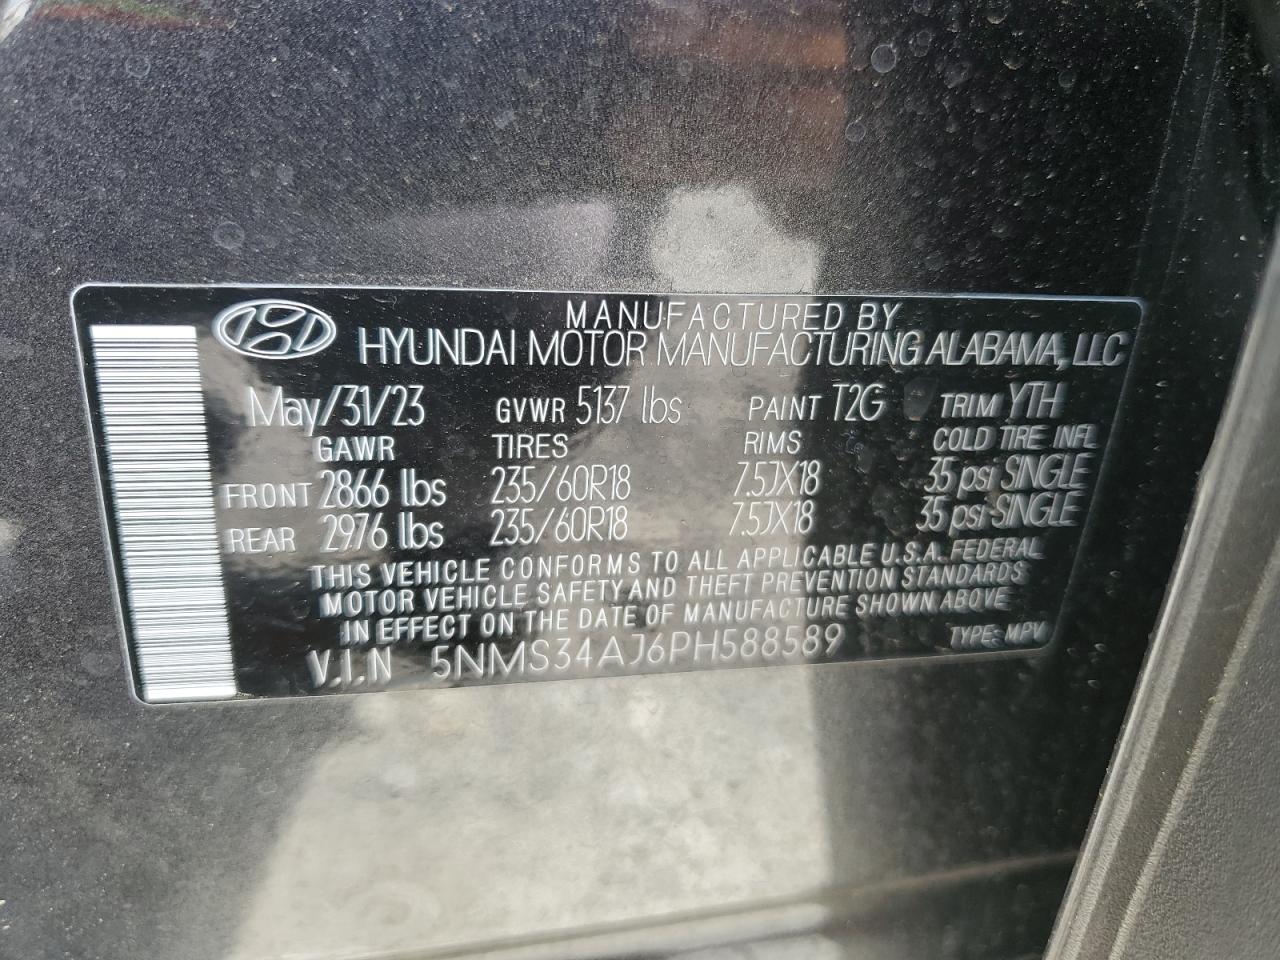 MANUFACTURED BY
HYUNDAI MOTOR MANUFACTURING ALABAMA, LLC
May/31/23 GVWR 5137 lbs PAINT T2G TRIM YTH
GAWR TIRES RIMS COLD TIRE INFL
FRONT 2866 lbs 235/60R18 7.5JX18 35 psi SINGLE
REAR 2976 lbs 235/60R18 7.5JX18 35 psi SINGLE
THIS VEHICLE CONFORMS TO ALL APPLICABLE U.S.A. FEDERAL
MOTOR VEHICLE SAFETY AND THEFT PREVENTION STANDARDS
IN EFFECT ON THE DATE OF MANUFACTURE SHOWN ABOVE
V.I.N 5NMS34AJ6PH588589 TYPE: MPV